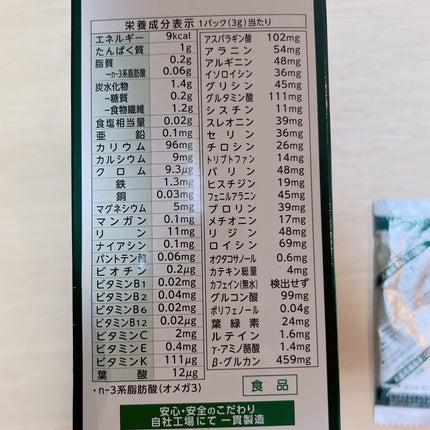 栄養成分表示 1パック(3g)当たり
エネルギー 9kcal
たんぱく質 1g
脂質 0.2g
−n−3系脂肪酸 0.06g
炭水化物 1.4g
−糖質 0.2g
−食物繊維 1.2g
食塩相当量 0.02g
亜鉛 0.1mg
カリウム 96mg
カルシウム 9mg
クロム 9.3μg
鉄 1.3mg
銅 0.03mg
マグネシウム 5mg
マンガン 0.1mg
リン 11mg
ナイアシン 0.1mg
パントテン酸 0.06mg
ビオチン 0.2μg
ビタミンB1 0.02mg
ビタミンB2 0.04mg
ビタミンB6 0.02mg
ビタミンB12 0.02μg
ビタミンC 2mg
ビタミンE 0.4mg
ビタミンK 111μg
葉酸 12μg
アスパラギン酸 102mg
アラニン 54mg
アルギニン 48mg
イソロイシン 36mg
グリシン 45mg
グルタミン酸 111mg
シスチン 11mg
スレオニン 39mg
セリン 36mg
チロシン 26mg
トリプトファン 14mg
バリン 48mg
ヒスチジン 19mg
フェニルアラニン 45mg
プロリン 39mg
メチオニン 17mg
リジン 48mg
ロイシン 69mg
オクタコサノール 0.6mg
カテキン総量 4mg
カフェイン(無水) 検出せず
グルコン酸 99mg
ポリフェノール 0.04g
葉緑素 24mg
ルテイン 1.6mg
γ-アミノ酪酸 1.4mg
β-グルカン 459mg
・n−3系脂肪酸(オメガ3)
食品
安心・安全のこだわり
自社工場にて一貫製造